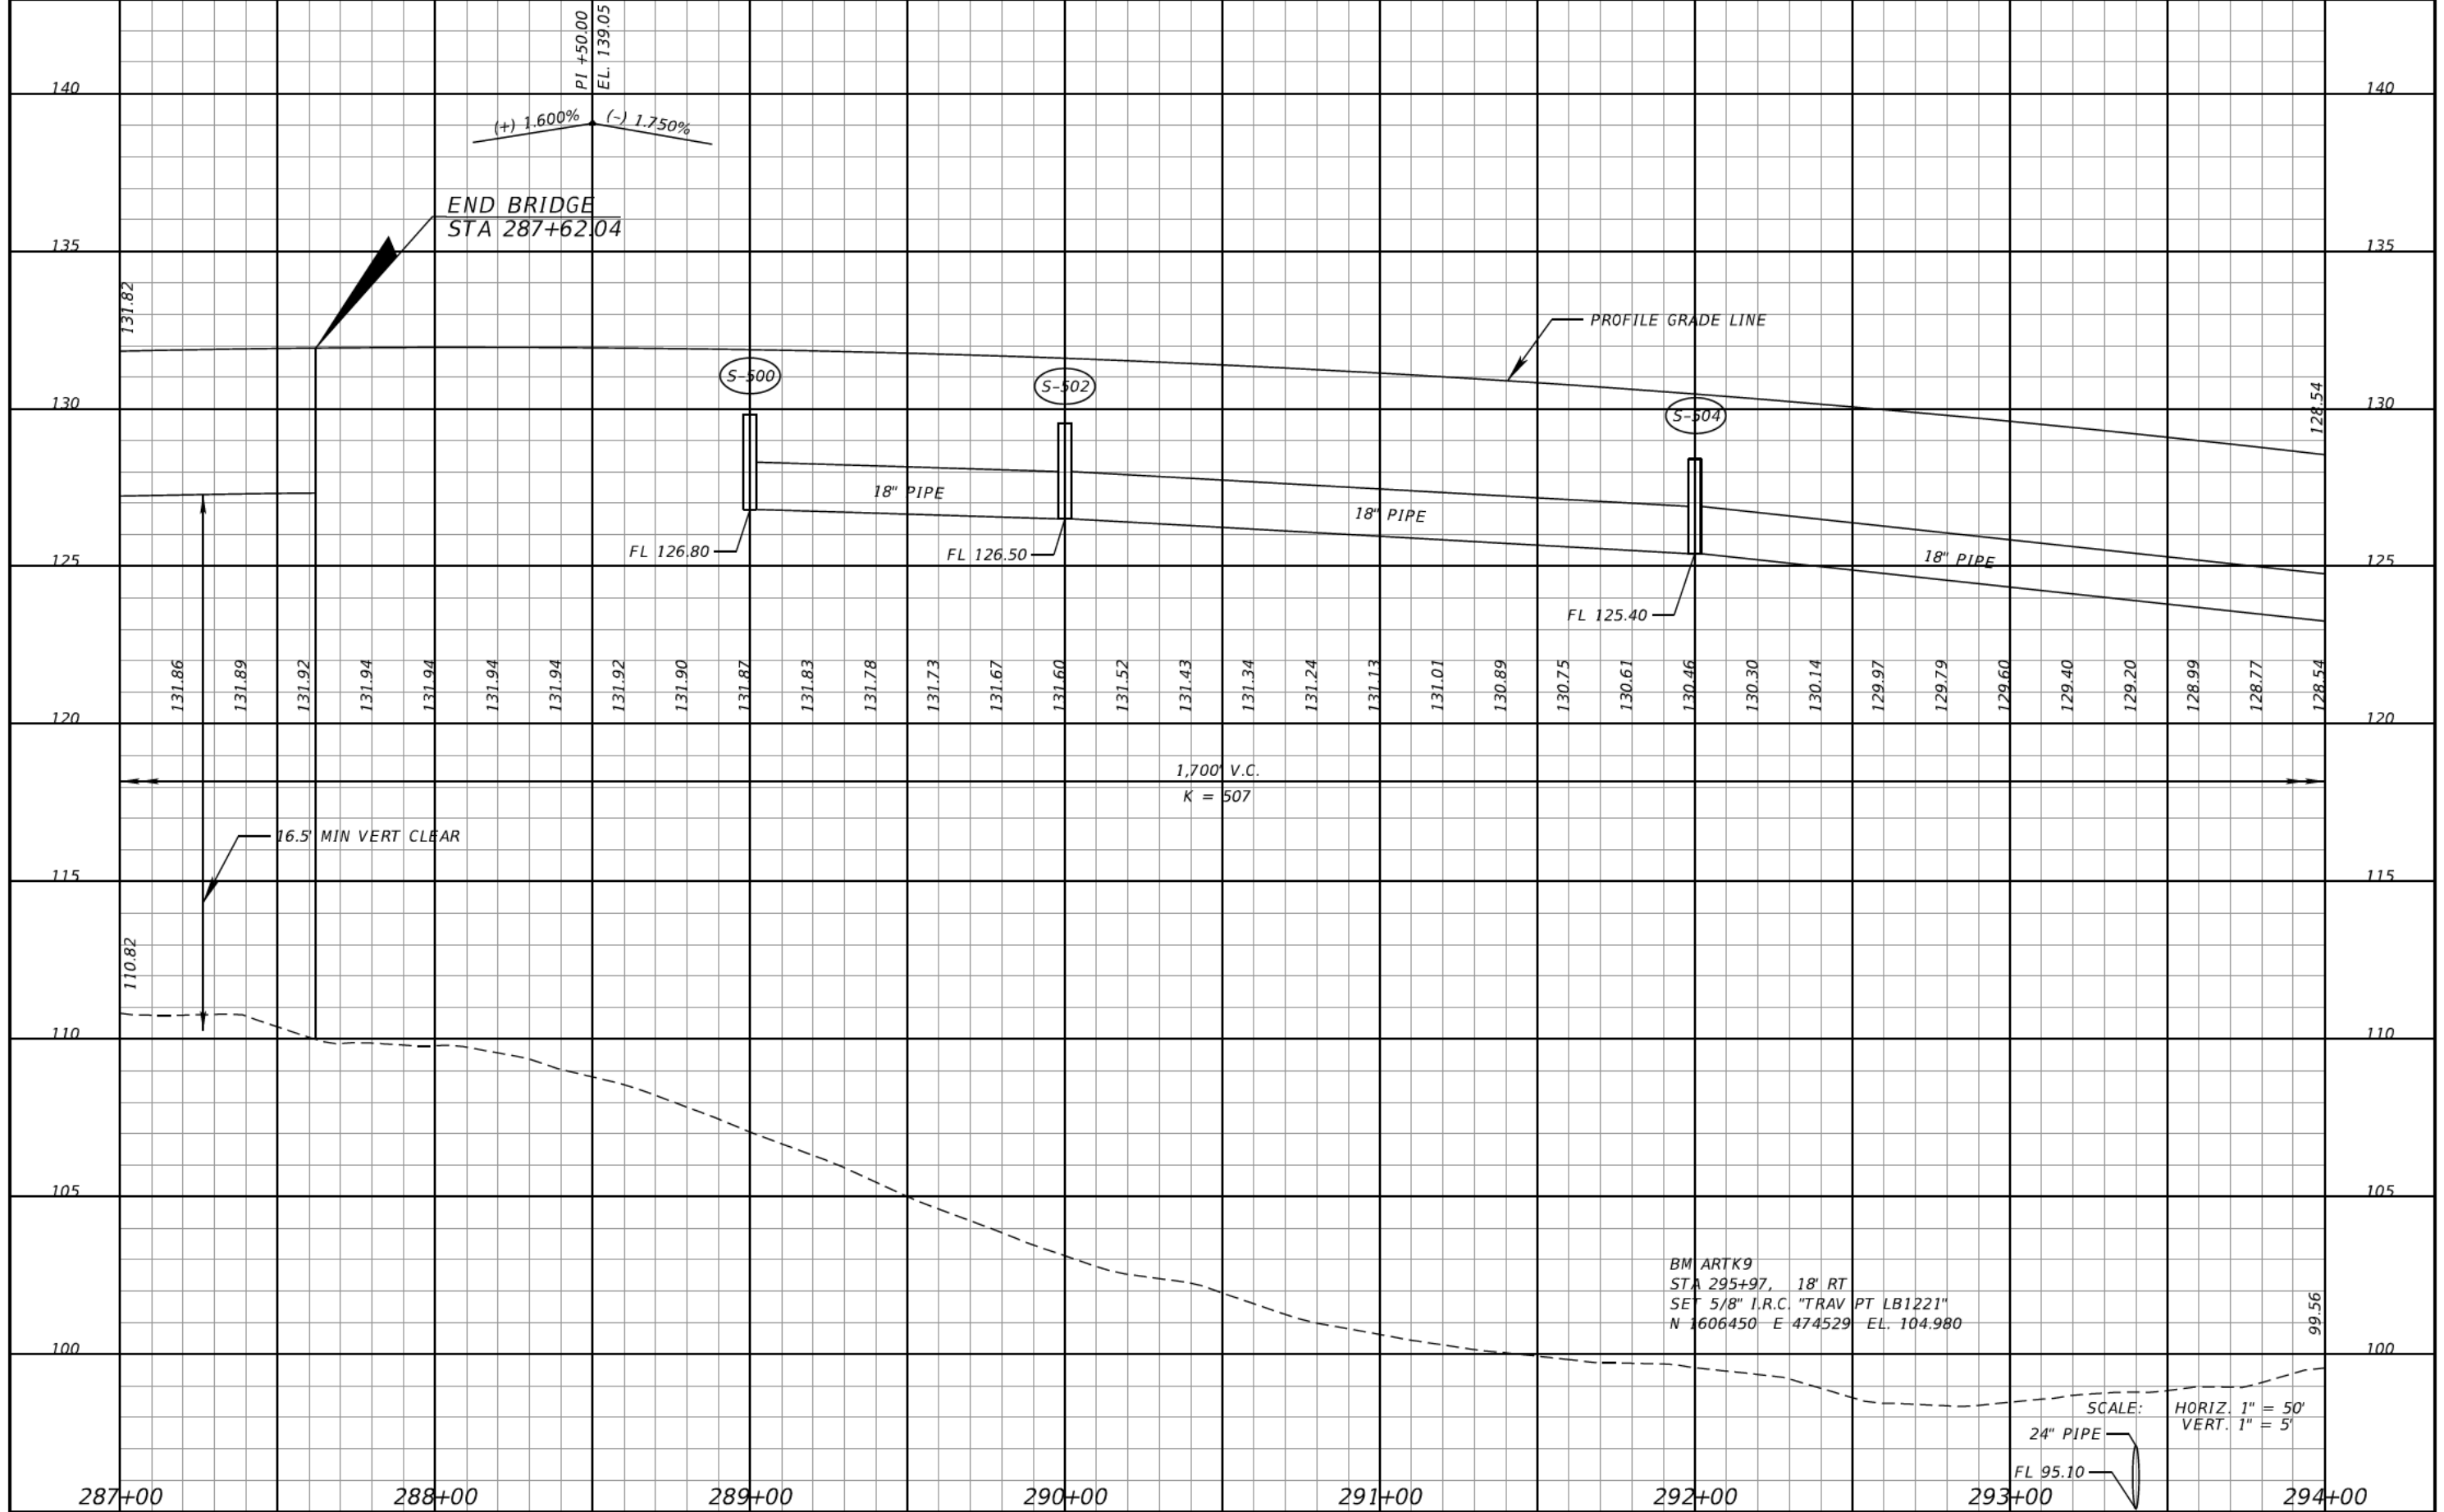 PI +50.00
EL. 139.05
140
140
(+) 1.600%
(-) 1.750%
END BRIDGE
STA 287+62.04
135
135
131.82
PROFILE GRADE LINE
S-500
S-502
S-504
130
128.54
130
18" PIPE
18" PIPE
18" PIPE
FL 126.80
FL 126.50
125
125
FL 125.40
131.86
131.89
131.92
131.94
131.94
131.94
131.94
131.92
131.90
131.87
131.83
131.78
131.73
131.67
131.60
131.52
131.43
131.34
131.24
131.13
131.01
130.89
130.75
130.61
130.46
130.30
130.14
129.97
129.79
129.60
129.40
129.20
128.99
128.77
128.54
120
120
1,700' V.C.
K = 507
16.5' MIN VERT CLEAR
115
115
110.82
110
110
105
105
BM ARTK9
STA 295+97, 18' RT
SET 5/8" I.R.C. "TRAV PT LB1221"
N 1606450 E 474529 EL. 104.980
99.56
100
100
SCALE: HORIZ. 1" = 50'
VERT. 1" = 5'
24" PIPE
FL 95.10
287+00
288+00
289+00
290+00
291+00
292+00
293+00
294+00